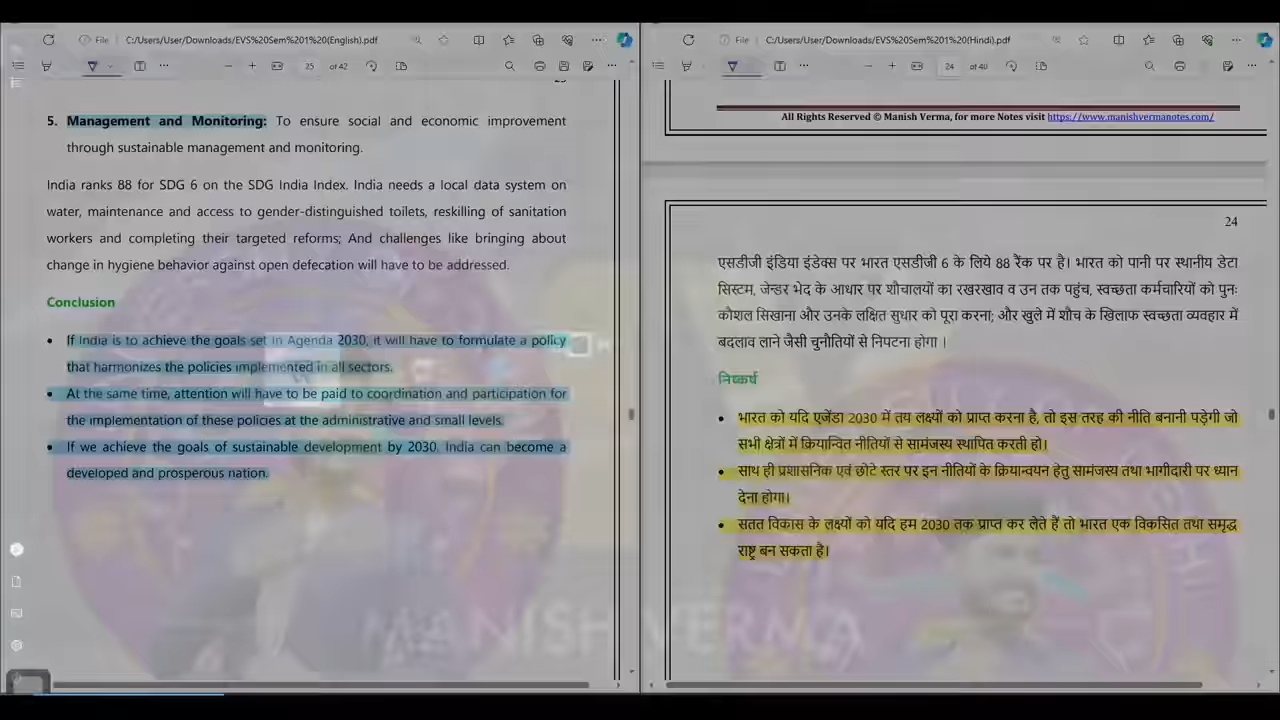 File C:/Users/User/Downloads/EVS%20Sem%201%20(English).pdf
25 of 42
5. Management and Monitoring: To ensure social and economic improvement
through sustainable management and monitoring.
India ranks 88 for SDG 6 on the SDG India Index. India needs a local data system on
water, maintenance and access to gender-distinguished toilets, reskilling of sanitation
workers and completing their targeted reforms; And challenges like bringing about
change in hygiene behavior against open defecation will have to be addressed.
Conclusion
• If India is to achieve the goals set in Agenda 2030, it will have to formulate a policy
that harmonizes the policies implemented in all sectors.
• At the same time, attention will have to be paid to coordination and participation for
the implementation of these policies at the administrative and small levels.
• If we achieve the goals of sustainable development by 2030, India can become a
developed and prosperous nation.
File C:/Users/User/Downloads/EVS%20Sem%201%20(Hindi).pdf
24 of 40
All Rights Reserved © Manish Verma, for more Notes visit https://www.manishvermanotes.com/
24
एसडीजी इंडिया इंडेक्स पर भारत एसडीजी 6 के लिये 88 रैंक पर है। भारत को पानी पर स्थानीय डेटा
सिस्टम, जेन्डर भेद के आधार पर शौचालयों का रखरखाव व उन तक पहुंच, स्वच्छता कर्मचारियों को पुनः
कौशल सिखाना और उनके लक्षित सुधार को पूरा करना; और खुले में शौच के खिलाफ स्वच्छता व्यवहार में
बदलाव लाने जैसी चुनौतियों से निपटना होगा ।
निष्कर्ष
• भारत को यदि एजेंडा 2030 में तय लक्ष्यों को प्राप्त करना है, तो इस तरह की नीति बनानी पड़ेगी जो
सभी क्षेत्रों में क्रियान्वित नीतियों से सामंजस्य स्थापित करती हो।
• साथ ही प्रशासनिक एवं छोटे स्तर पर इन नीतियों के क्रियान्वयन हेतु सामंजस्य तथा भागीदारी पर ध्यान
देना होगा।
• सतत विकास के लक्ष्यों को यदि हम 2030 तक प्राप्त कर लेते हैं तो भारत एक विकसित तथा समृद्ध
राष्ट्र बन सकता है।
MANISH VERMA